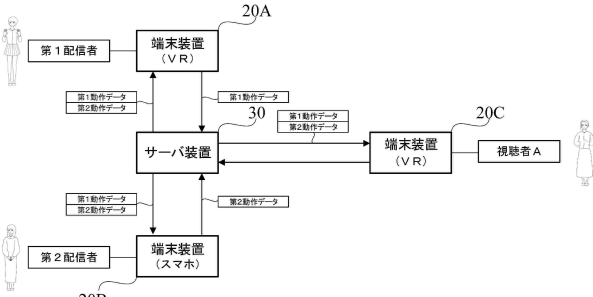 20A
第1配信者
端末装置
(VR)
第1動作データ
第2動作データ
第1動作データ
30
第1動作データ
第2動作データ
20C
サーバ装置
端末装置
(VR)
視聴者A
第1動作データ
第2動作データ
第2動作データ
第2配信者
端末装置
(スマホ)
20B